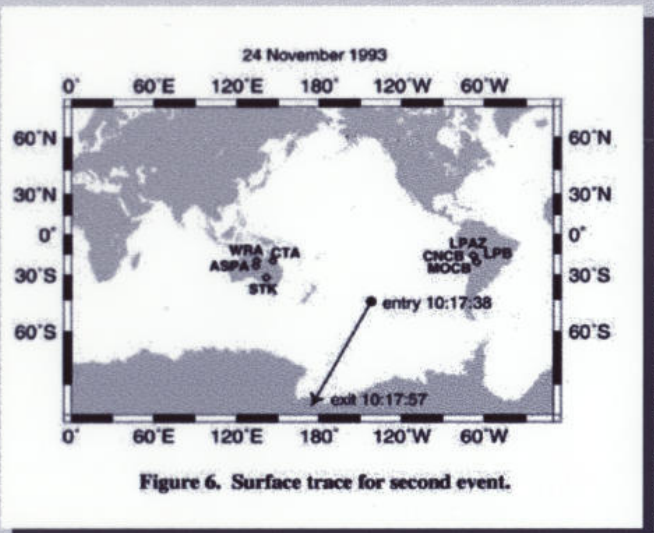 24 November 1993
0° 60°E 120°E 180° 120°W 60°W
60°N 60°N
30°N 30°N
0° 0°
LPAZ
WRA CTA CNCB LPB
ASPA MOCB
30°S 30°S
STK
entry 10:17:38
60°S 60°S
exit 10:17:57
0° 60°E 120°E 180° 120°W 60°W
Figure 6. Surface trace for second event.